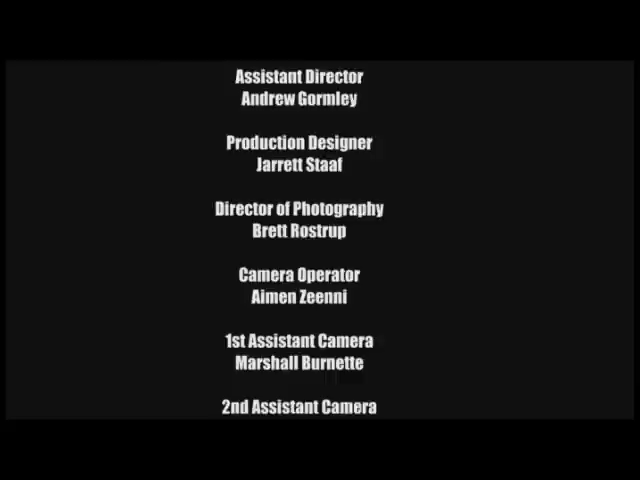 Assistant Director
Andrew Gormley
Production Designer
Jarrett Staaf
Director of Photography
Brett Rostrup
Camera Operator
Aimen Zeenni
1st Assistant Camera
Marshall Burnette
2nd Assistant Camera